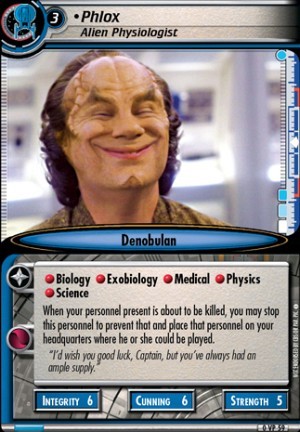 3
•Phlox
Alien Physiologist
Denobulan
Biology Exobiology Medical Physics
Science
When your personnel present is about to be killed, you may stop
this personnel to prevent that and place that personnel on your
headquarters where he or she could be played.
"I'd wish you good luck, Captain, but you've always had an
ample supply."
INTEGRITY 6 CUNNING 6 STRENGTH 5
0 VP 59